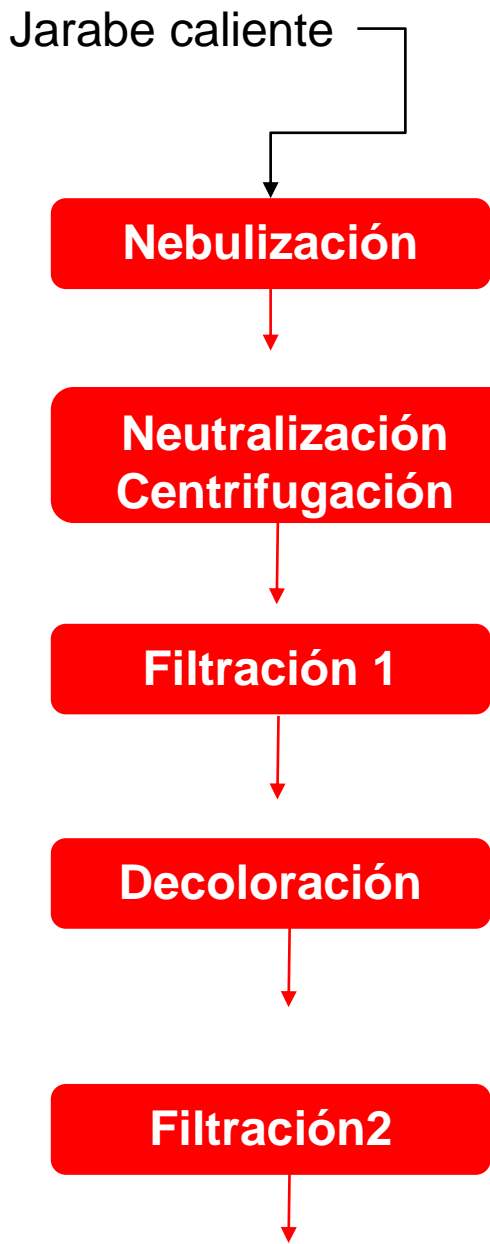 Jarabe caliente
Nebulización
Neutralización
Centrifugación
Filtración 1
Decoloración
Filtración2